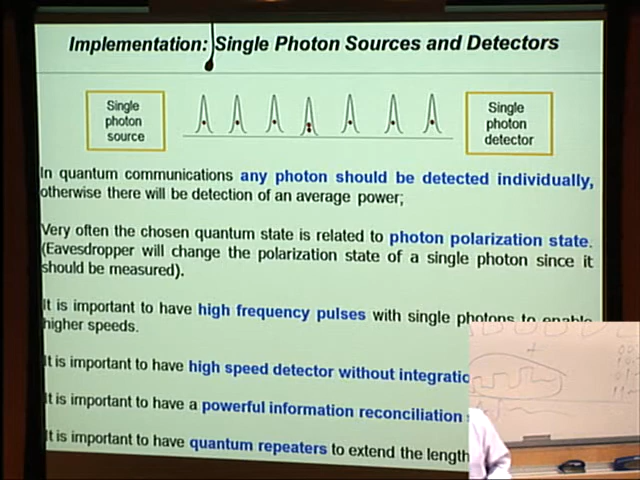 Implementation: Single Photon Sources and Detectors
Single
photon
source
Single
photon
detector
In quantum communications any photon should be detected individually,
otherwise there will be detection of an average power;
Very often the chosen quantum state is related to photon polarization state.
(Eavesdropper will change the polarization state of a single photon since it
should be measured).
It is important to have high frequency pulses with single photons to enable
higher speeds.
It is important to have high speed detector without integratio
It is important to have a powerful information reconciliation
It is important to have quantum repeaters to extend the length